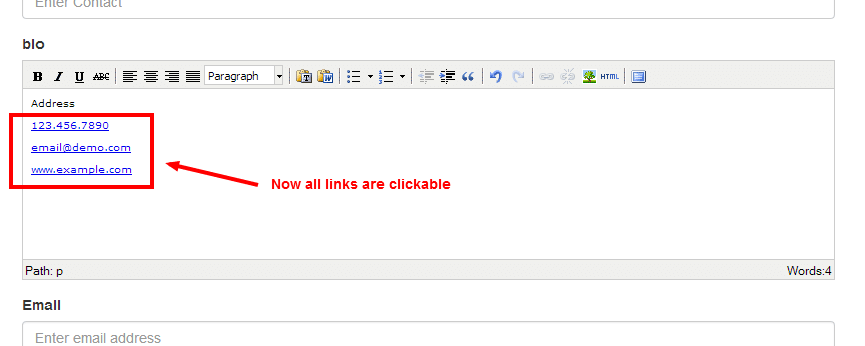 Enter Contact
bio
B I U ABC Paragraph HTML
Address
123.456.7890
email@demo.com
www.example.com
Now all links are clickable
Path: p Words:4
Email
Enter email address